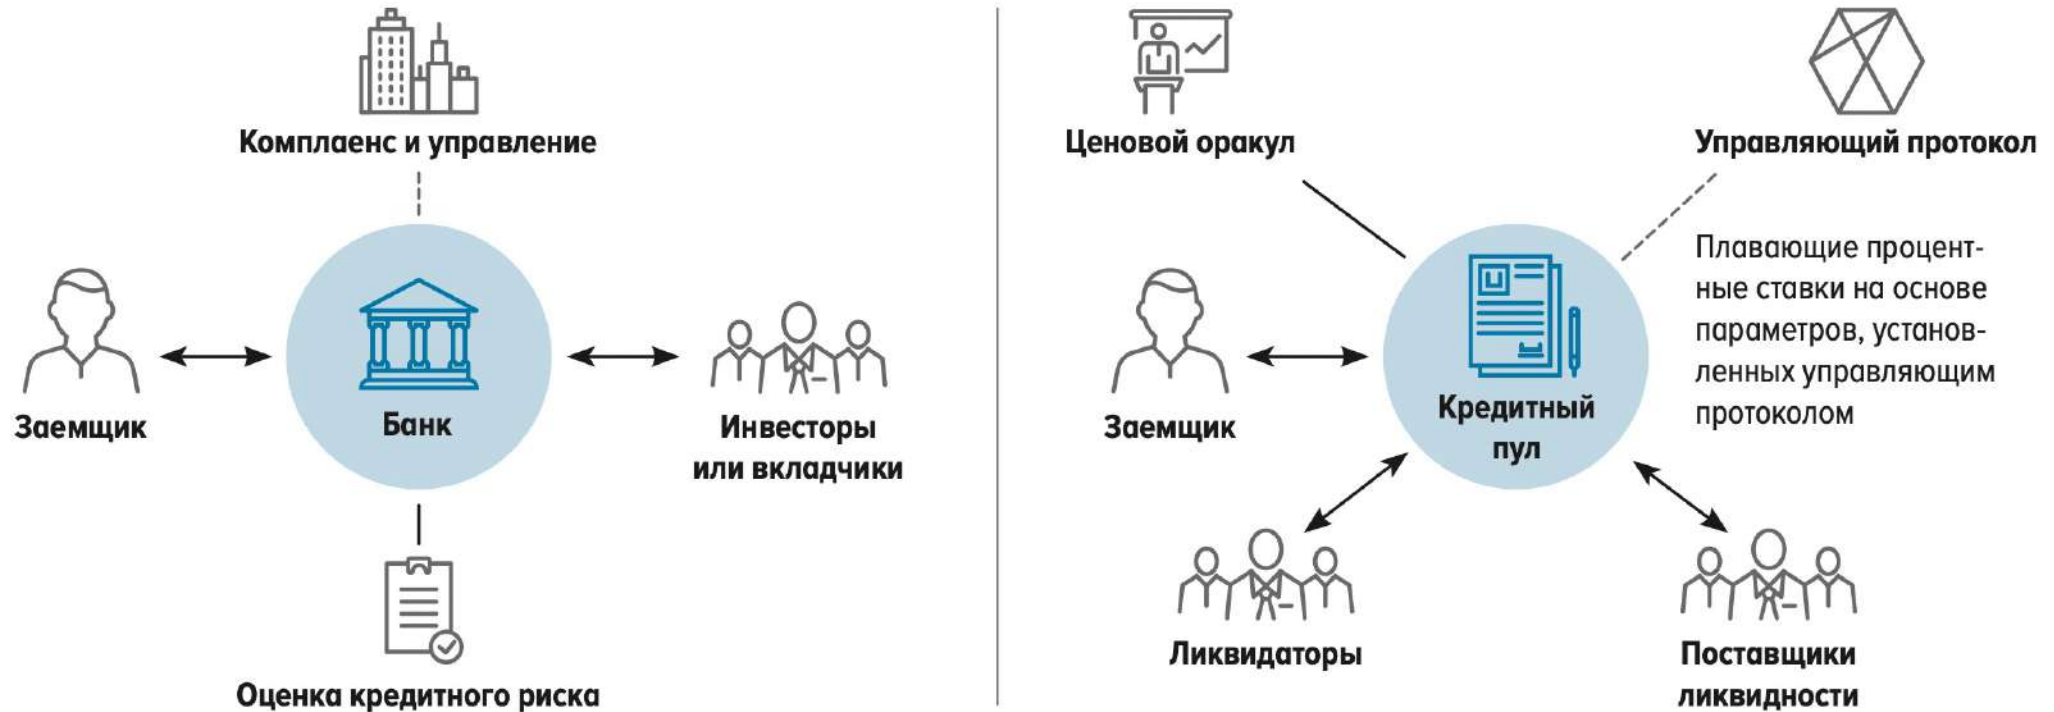 Комплаенс и управление
Заемщик
Банк
Инвесторы
или вкладчики
Оценка кредитного риска
Ценовой оракул
Управляющий протокол
Плавающие процент-
ные ставки на основе
параметров, установ-
ленных управляющим
протоколом
Заемщик
Кредитный
пул
Ликвидаторы
Поставщики
ликвидности